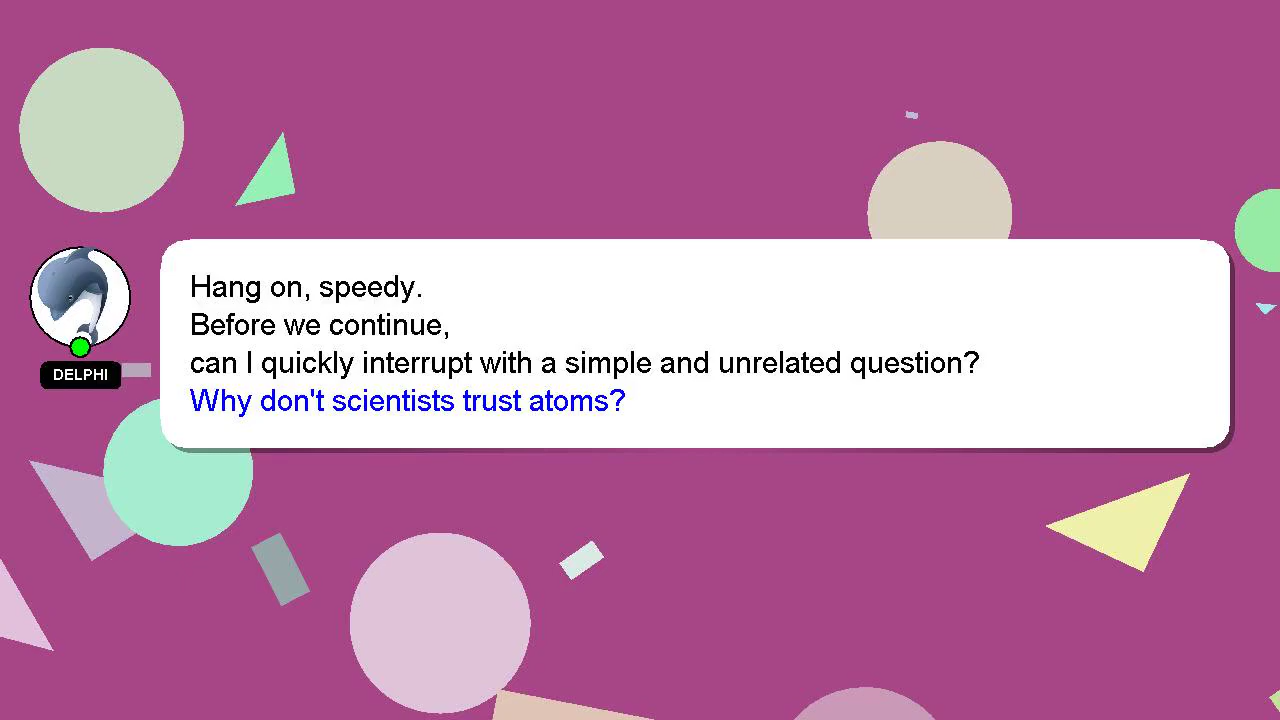 Hang on, speedy.
Before we continue,
can I quickly interrupt with a simple and unrelated question?
Why don't scientists trust atoms?
DELPHI